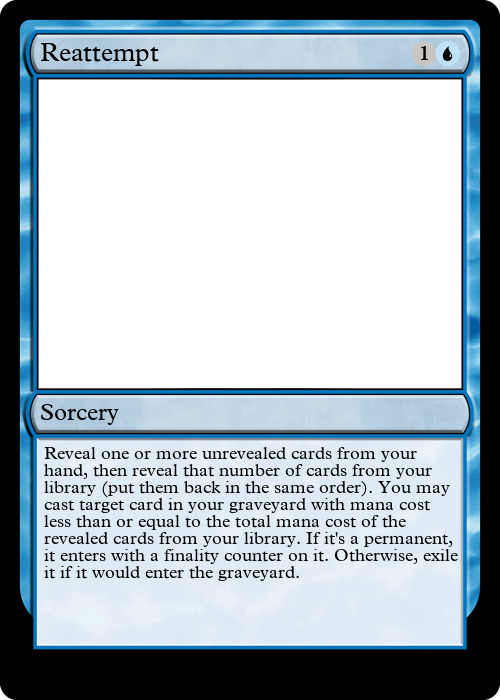 Reattempt 1
Sorcery
Reveal one or more unrevealed cards from your
hand, then reveal that number of cards from your
library (put them back in the same order). You may
cast target card in your graveyard with mana cost
less than or equal to the total mana cost of the
revealed cards from your library. If it's a permanent,
it enters with a finality counter on it. Otherwise, exile
it if it would enter the graveyard.